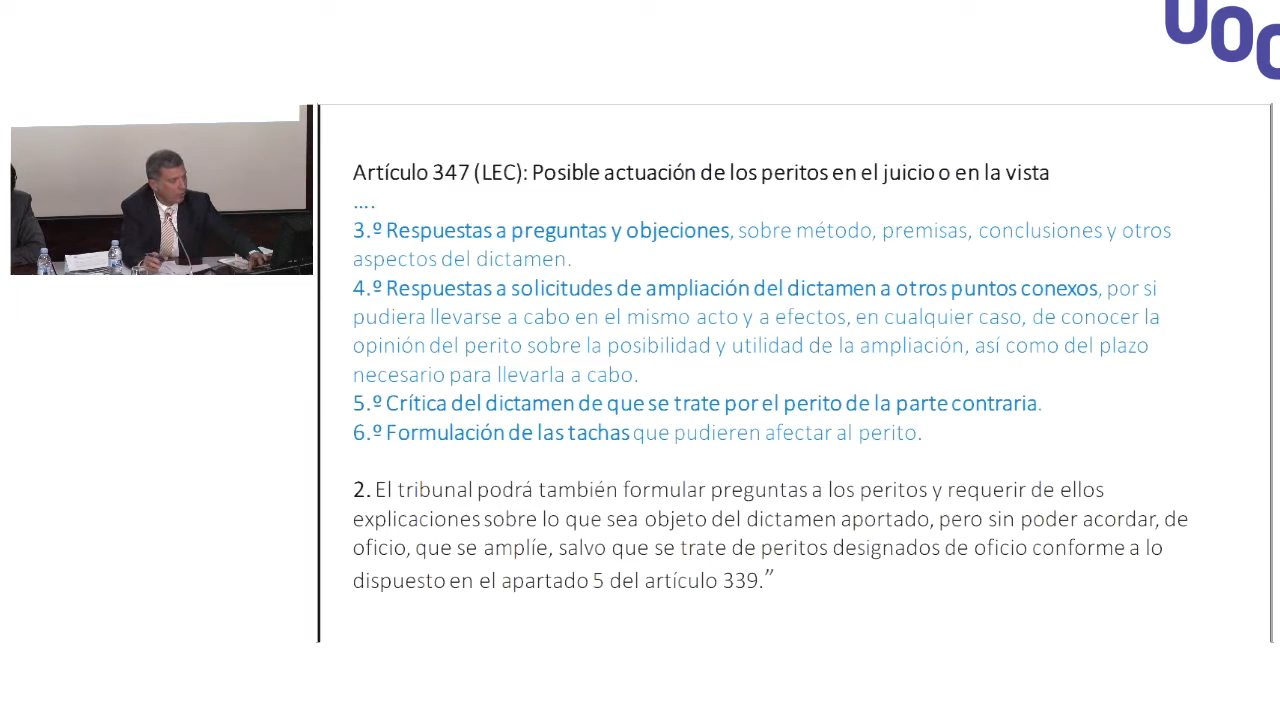 UOC
Artículo 347 (LEC): Posible actuación de los peritos en el juicio o en la vista
....
3.º Respuestas a preguntas y objeciones, sobre método, premisas, conclusiones y otros
aspectos del dictamen.
4.º Respuestas a solicitudes de ampliación del dictamen a otros puntos conexos, por si
pudiera llevarse a cabo en el mismo acto y a efectos, en cualquier caso, de conocer la
opinión del perito sobre la posibilidad y utilidad de la ampliación, así como del plazo
necesario para llevarla a cabo.
5.º Crítica del dictamen de que se trate por el perito de la parte contraria.
6.º Formulación de las tachas que pudieren afectar al perito.
2. El tribunal podrá también formular preguntas a los peritos y requerir de ellos
explicaciones sobre lo que sea objeto del dictamen aportado, pero sin poder acordar, de
oficio, que se amplíe, salvo que se trate de peritos designados de oficio conforme a lo
dispuesto en el apartado 5 del artículo 339.”